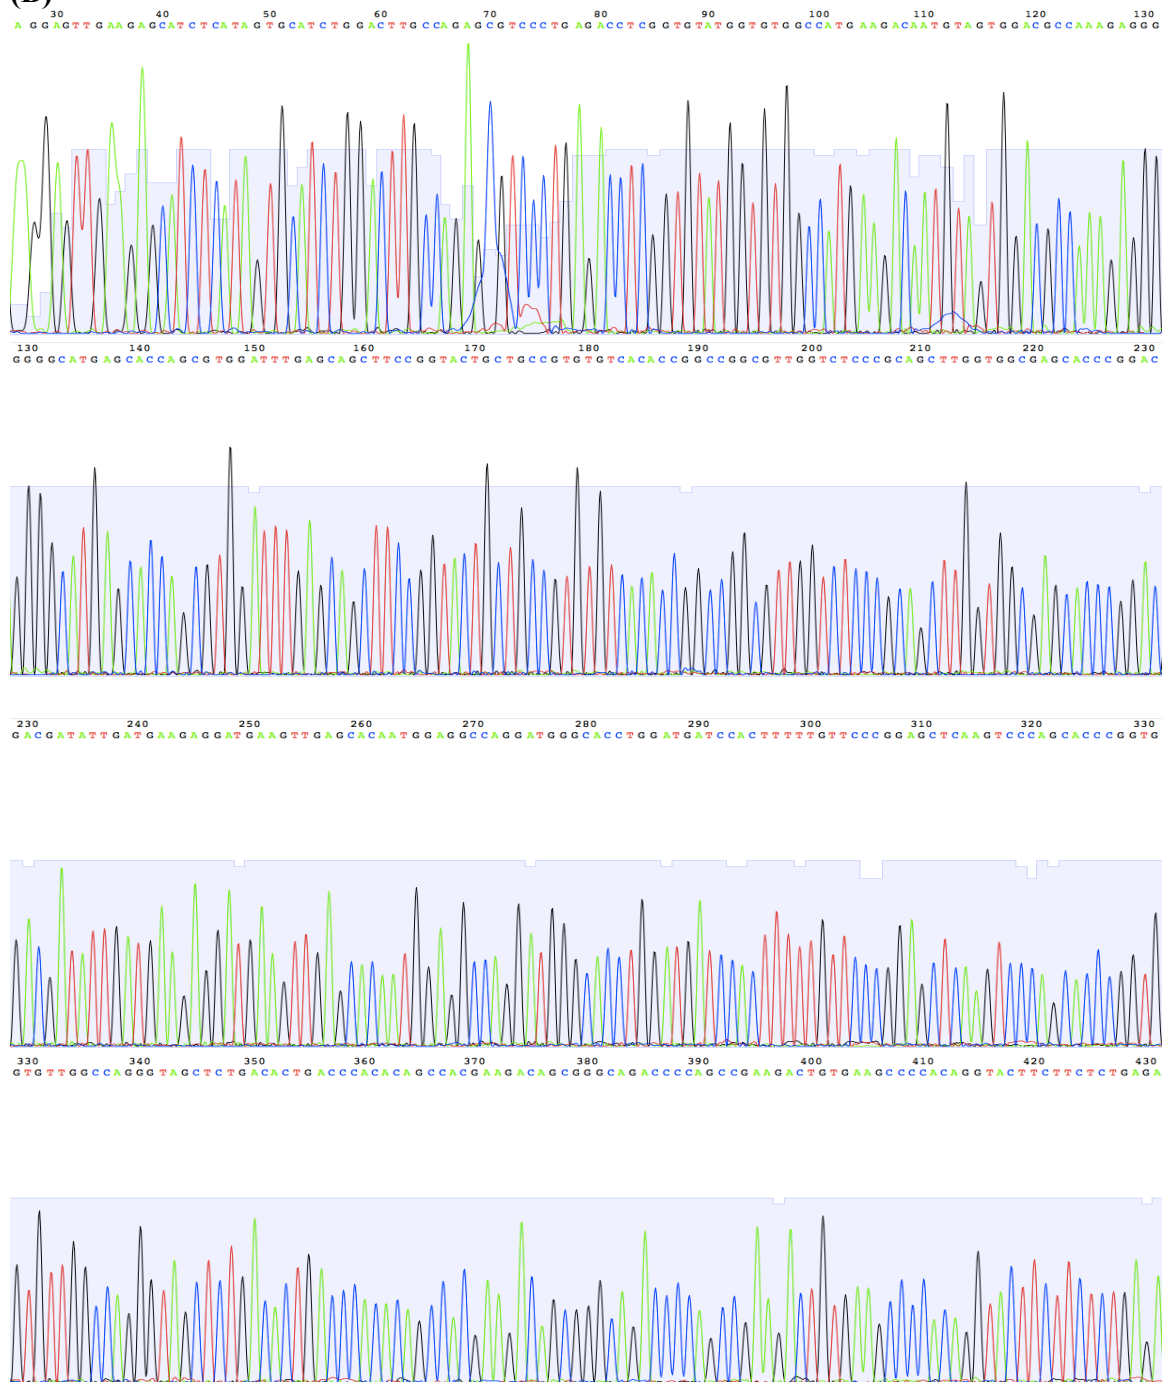 (B)
30 40 50 60 70 80 90 100 110 120 130
A GGAGTTGAAGAGCATCTCATAGTGCATCTGGACTTGCCAGAGCGTCCCTGAGACCTCGGTGTATGGTGTGGCCATGAAGACAATGTAGTGGACGCCAAAGAGGG
130 140 150 160 170 180 190 200 210 220 230
GGGGCATGAGCACCAGCGTGGATTTGAGCAGCTTCCGGTACTGCTGCCGTGTGTCACACCGGCCGGCGTTGGTCTCCCGCAGCTTGGTGGCGAGCACCCGGAC
230 240 250 260 270 280 290 300 310 320 330
GACGATATTGATGAAGAGGATGAAGTTGAGCACAATGGAGGCCAGGATGGGCACCTGGATGATCCACTTTTTGTTCCCGGAGCTCAAGTCCCAGCACCCGGTG
330 340 350 360 370 380 390 400 410 420 430
GTGTTGGCCAGGGTAGCTCTGACACTGACCCACACAGCCACGAAGACAGCGGGCAGACCCCAGCCGAAGACTGTGAAGCCCCACAGGTACTTCTTCTCTGAGA